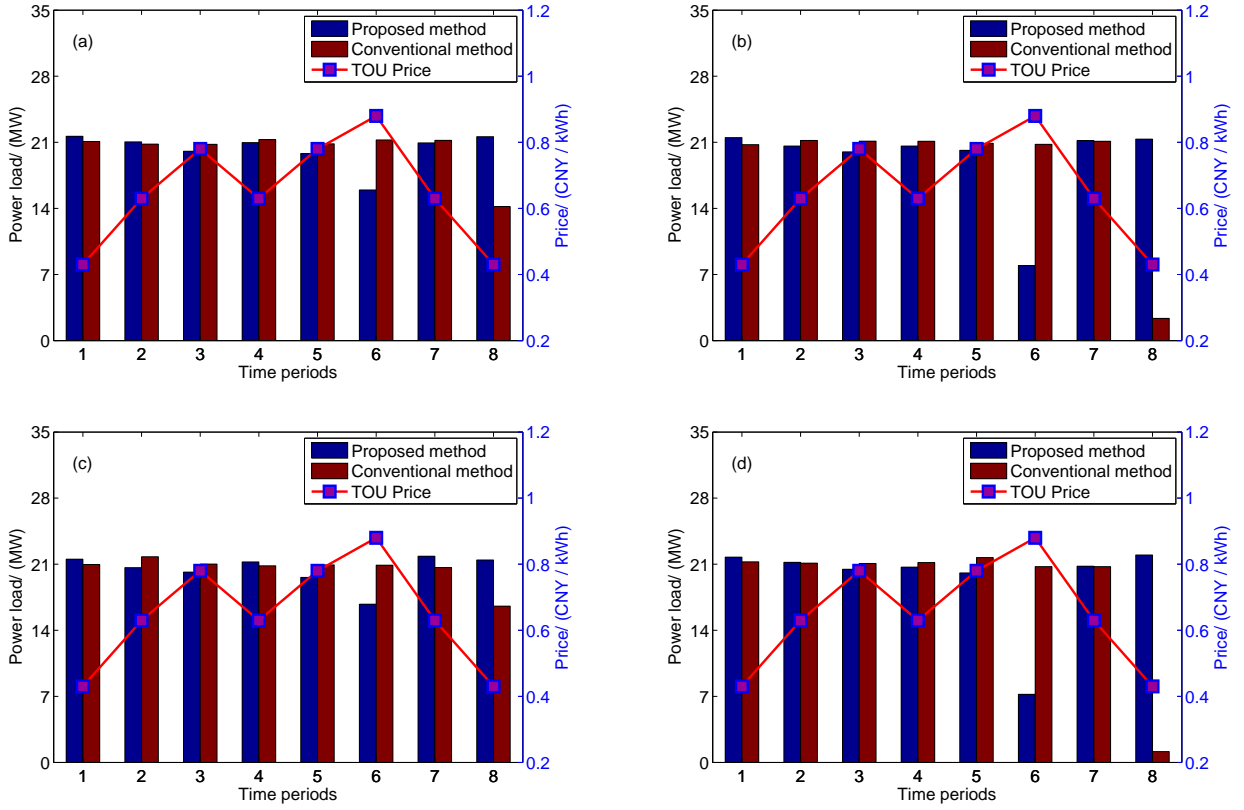 35
28
21
14
7
0
Power load/ (MW)
(a)
Proposed method
Conventional method
TOU Price
1.2
1
0.8
0.6
0.4
0.2
Price/ (CNY / kWh)
1 2 3 4 5 6 7 8
Time periods
35
28
21
14
7
0
Power load/ (MW)
(b)
Proposed method
Conventional method
TOU Price
1.2
1
0.8
0.6
0.4
0.2
Price/ (CNY / kWh)
1 2 3 4 5 6 7 8
Time periods
35
28
21
14
7
0
Power load/ (MW)
(c)
Proposed method
Conventional method
TOU Price
1.2
1
0.8
0.6
0.4
0.2
Price/ (CNY / kWh)
1 2 3 4 5 6 7 8
Time periods
35
28
21
14
7
0
Power load/ (MW)
(d)
Proposed method
Conventional method
TOU Price
1.2
1
0.8
0.6
0.4
0.2
Price/ (CNY / kWh)
1 2 3 4 5 6 7 8
Time periods